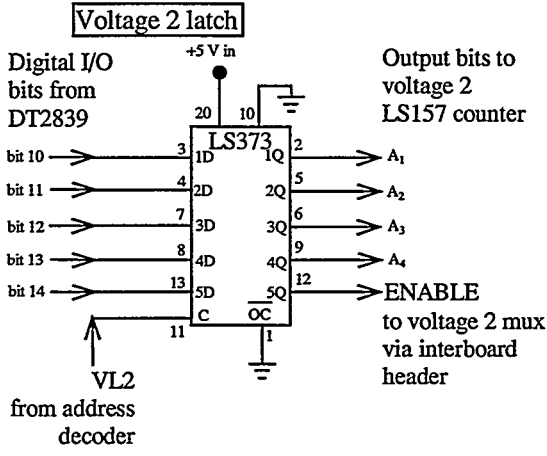 Voltage 2 latch
+5 V in
Digital I/O
bits from
DT2839
Output bits to
voltage 2
LS157 counter
20
10
LS373
bit 10
3
1D
1Q
2
A₁
bit 11
4
2D
2Q
5
A₂
bit 12
7
3D
3Q
6
A₃
bit 13
8
4D
4Q
9
A₄
bit 14
13
5D
5Q
12
ENABLE
to voltage 2 mux
via interboard
header
C
OC
11
1
VL2
from address
decoder